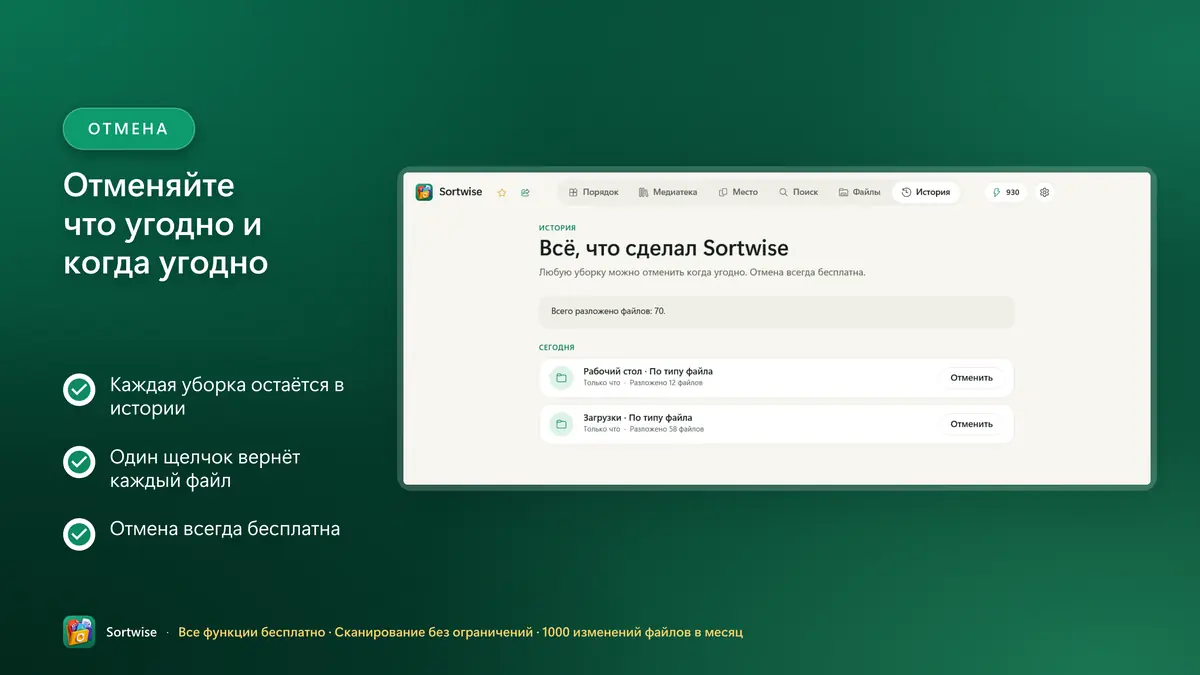 ОТМЕНА
Отменяйте
что угодно и
когда угодно
Каждая уборка остаётся в
истории
Один щелчок вернёт
каждый файл
Отмена всегда бесплатна
Sortwise
Порядок
Медиатека
Место
Поиск
Файлы
История
930
ИСТОРИЯ
Всё, что сделал Sortwise
Любую уборку можно отменить когда угодно. Отмена всегда бесплатна.
Всего разложено файлов: 70.
СЕГОДНЯ
Рабочий стол · По типу файла
Только что · Разложено 12 файлов
Отменить
Загрузки · По типу файла
Только что · Разложено 58 файлов
Отменить
Sortwise · Все функции бесплатно · Сканирование без ограничений · 1000 изменений файлов в месяц